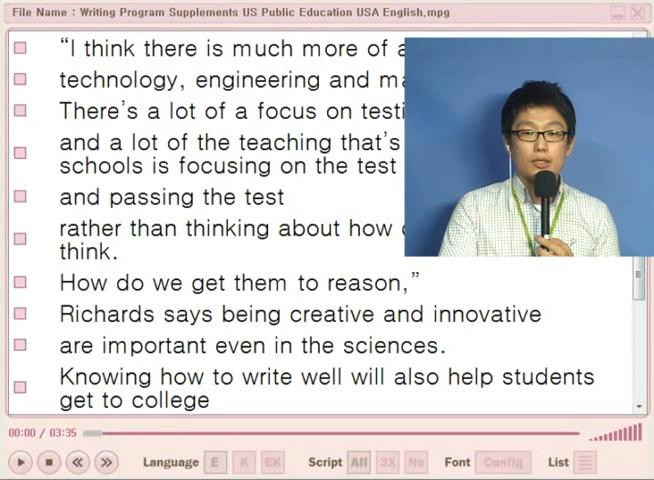 File Name : Writing Program Supplements US Public Education USA English.mpg
“I think there is much more of
technology, engineering and
There's a lot of a focus on
and a lot of the teaching that's
schools is focusing on the test
and passing the test
rather than thinking about how
think.
How do we get them to reason,”
Richards says being creative and innovative
are important even in the sciences.
Knowing how to write well will also help students
get to college
00:00 / 03:35
Language E K EK Script All 3X No Font Config List